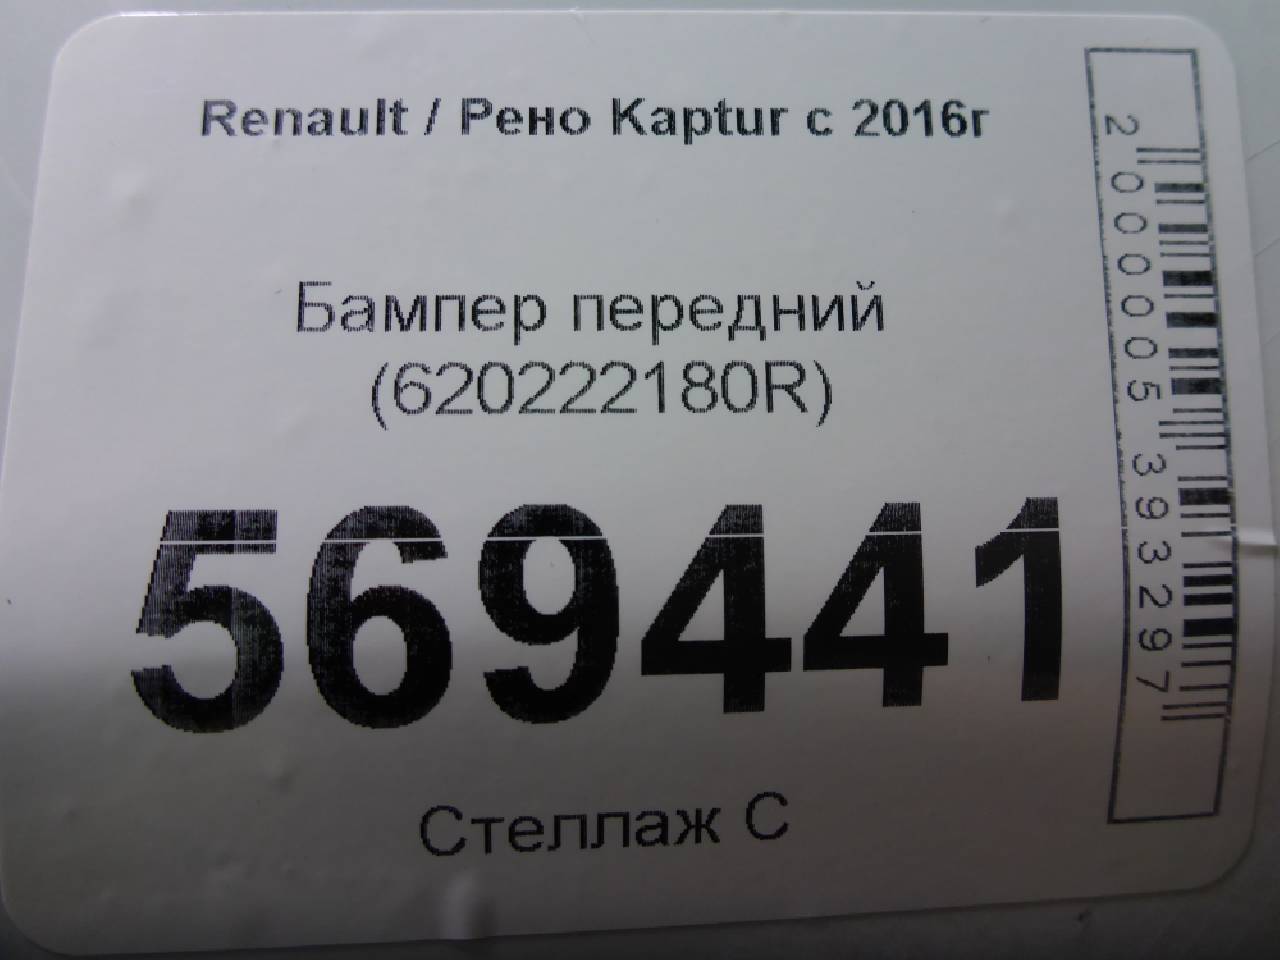 Renault / Рено Kaptur с 2016г
Бампер передний
(620222180R)
569441
Стеллаж С
2000005393297